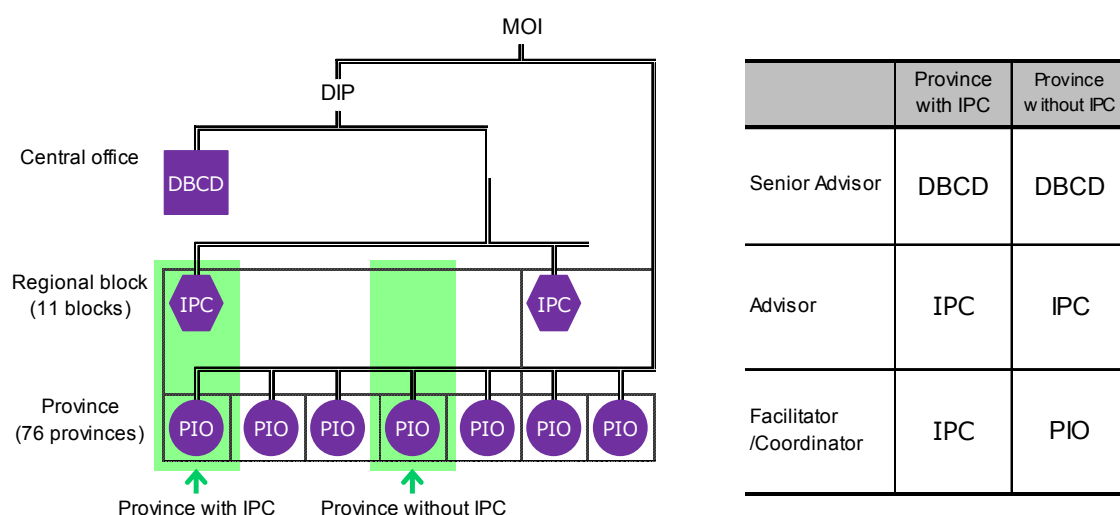 MOI
DIP
Central office
DBCD
Regional block
(11 blocks)
IPC
IPC
Province
(76 provinces)
PIO
PIO
PIO
PIO
PIO
PIO
PIO
Province with IPC
Province without IPC
Province
with IPC
Province
without IPC
Senior Advisor
DBCD
DBCD
Advisor
IPC
IPC
Facilitator
/Coordinator
IPC
PIO